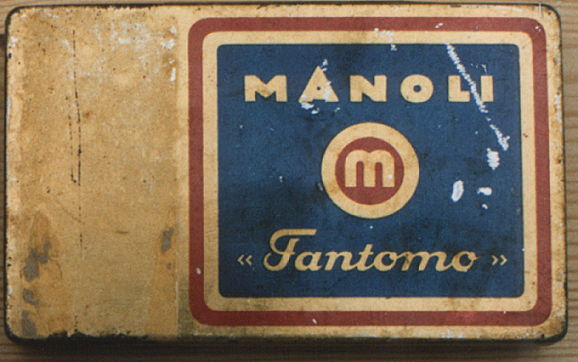 MANOLI
m
« Fantomo »